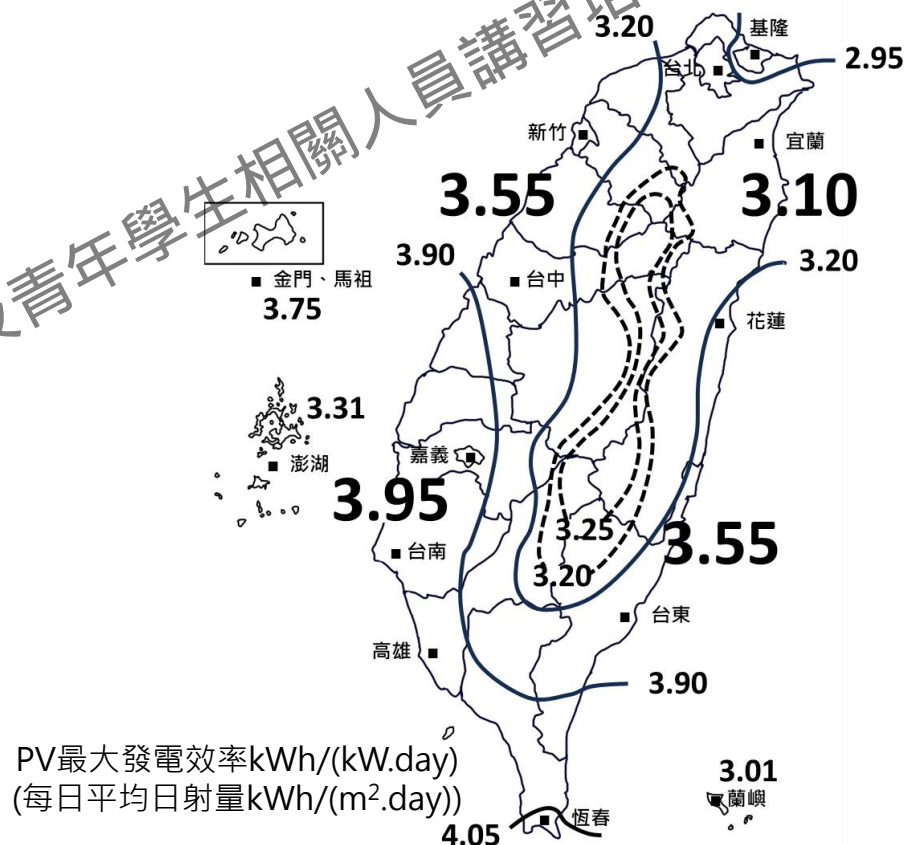 及青年學生相關人員講習培
3.20
基隆
2.95
台北
新竹
宜蘭
3.55
3.10
3.90
台中
3.20
金門、馬祖
3.75
花蓮
3.31
嘉義
澎湖
3.95
3.25
3.55
台南
3.20
台東
高雄
3.90
PV最大發電效率kWh/(kW.day)
(每日平均日射量kWh/(m².day))
3.01
蘭嶼
恆春
4.05